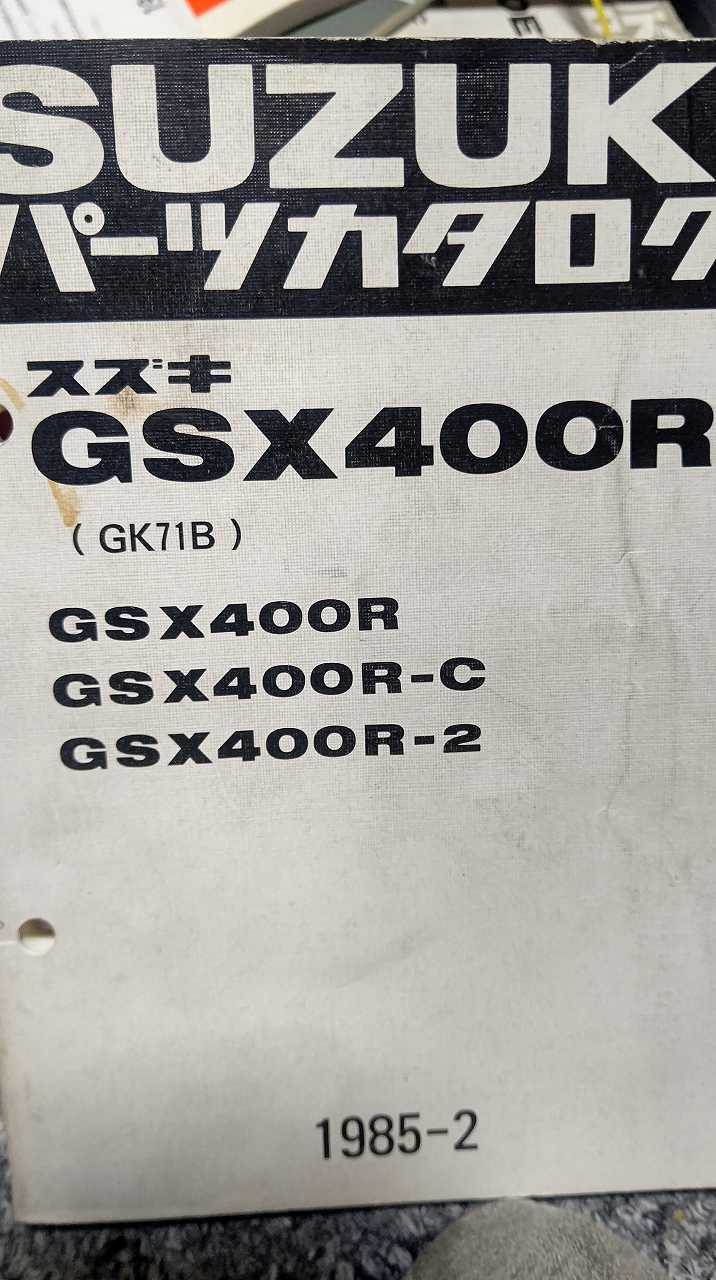 SUZUK
パーツカタログ
スズキ
GSX400R
( GK71B )
GSX400R
GSX400R-C
GSX400R-2
1985-2